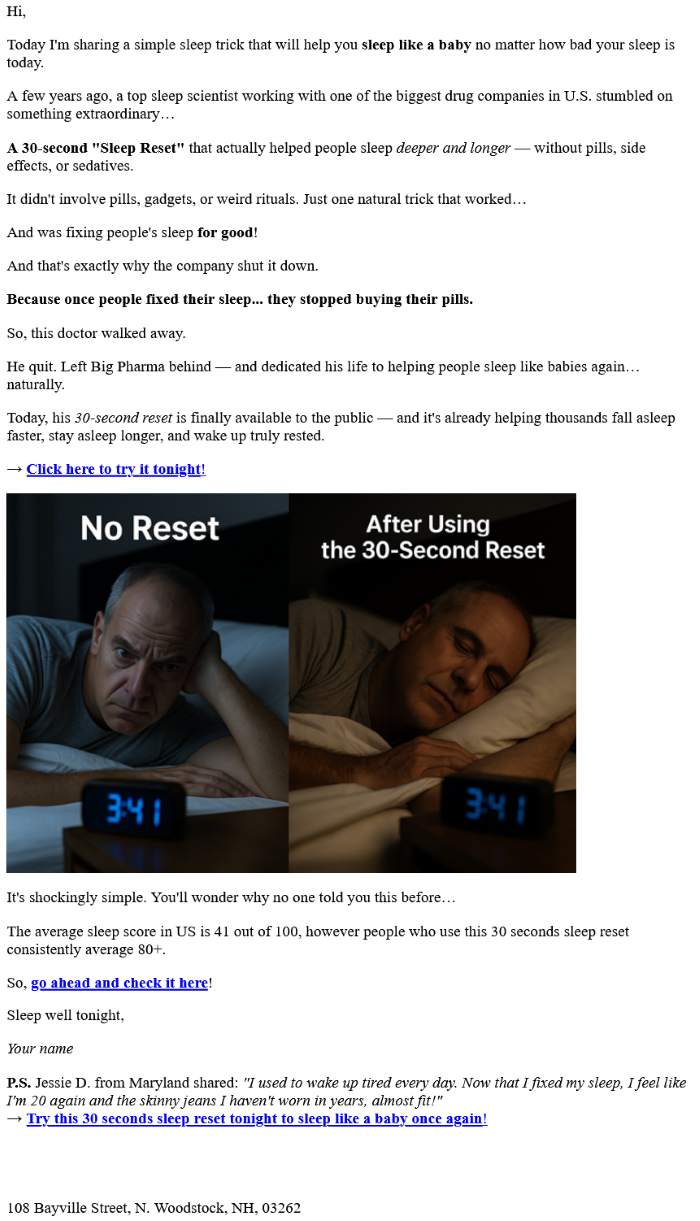 Hi,
Today I'm sharing a simple sleep trick that will help you sleep like a baby no matter how bad your sleep is
today.
A few years ago, a top sleep scientist working with one of the biggest drug companies in U.S. stumbled on
something extraordinary…
A 30-second "Sleep Reset" that actually helped people sleep deeper and longer — without pills, side
effects, or sedatives.
It didn't involve pills, gadgets, or weird rituals. Just one natural trick that worked…
And was fixing people's sleep for good!
And that's exactly why the company shut it down.
Because once people fixed their sleep... they stopped buying their pills.
So, this doctor walked away.
He quit. Left Big Pharma behind — and dedicated his life to helping people sleep like babies again…
naturally.
Today, his 30-second reset is finally available to the public — and it's already helping thousands fall asleep
faster, stay asleep longer, and wake up truly rested.
→ Click here to try it tonight!
No Reset
After Using
the 30-Second Reset
3:41
3:41
It's shockingly simple. You'll wonder why no one told you this before…
The average sleep score in US is 41 out of 100, however people who use this 30 seconds sleep reset
consistently average 80+.
So, go ahead and check it here!
Sleep well tonight,
Your name
P.S. Jessie D. from Maryland shared: "I used to wake up tired every day. Now that I fixed my sleep, I feel like
I'm 20 again and the skinny jeans I haven't worn in years, almost fit!"
→ Try this 30 seconds sleep reset tonight to sleep like a baby once again!
108 Bayville Street, N. Woodstock, NH, 03262